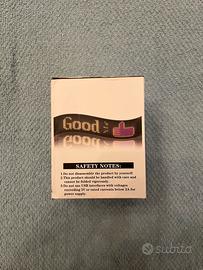 Good
SAFETY NOTES:
1.Do not disassemble the product by yourself.
2.This product should be handled with care and
cannot be folded vigorously.
3.Do not use USB interfaces with voltages
exceeding 5V or rated currents below 2A for
power supply.
subito